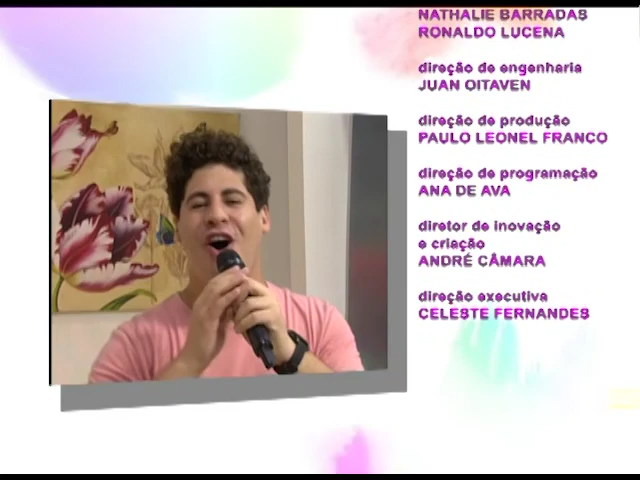 NATHALIE BARRADAS
RONALDO LUCENA
direção de engenharia
JUAN OITAVEN
direção de produção
PAULO LEONEL FRANCO
direção de programação
ANA DE AVA
diretor de inovação
e criação
ANDRÉ CÂMARA
direção executiva
CELESTE FERNANDES